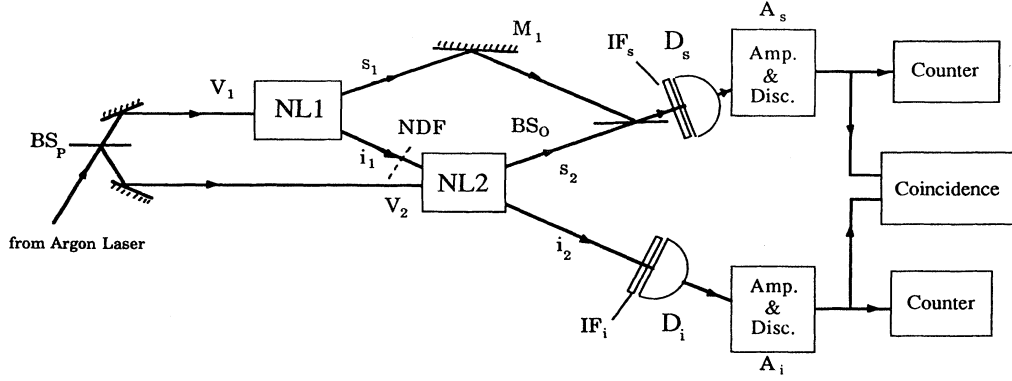 A_s
M_1
IF_s
D_s
Amp.
&
Disc.
Counter
s_1
V_1
NL1
NDF
BS_O
BS_P
i_1
s_2
NL2
V_2
Coincidence
from Argon Laser
i_2
IF_i
D_i
Amp.
&
Disc.
Counter
A_i